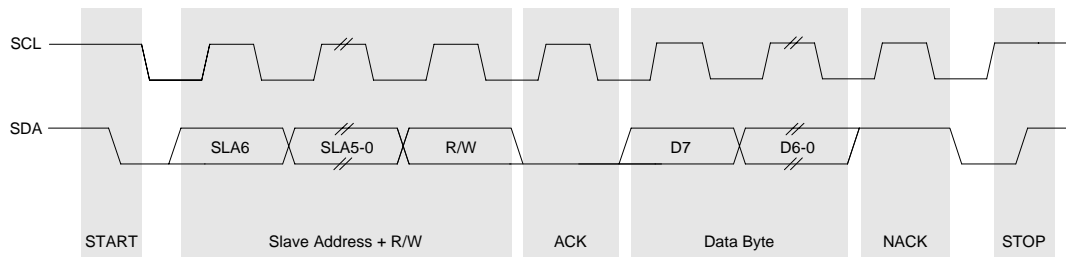 SCL
SDA
SLA6 SLA5-0 R/W D7 D6-0
START Slave Address + R/W ACK Data Byte NACK STOP